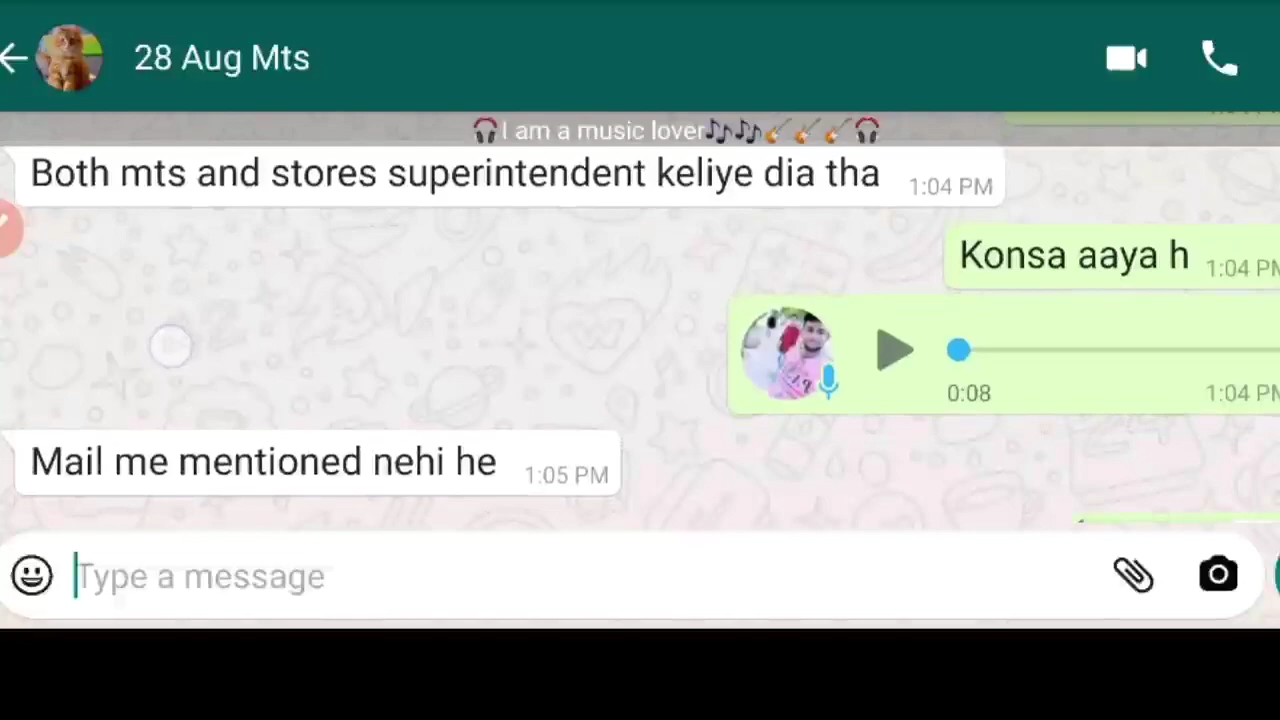 28 Aug Mts
🎧I am a music lover🎶🎶🎸🎸🎸🎧
Both mts and stores superintendent keliye dia tha 1:04 PM
Konsa aaya h 1:04 PM
0:08 1:04 PM
Mail me mentioned nehi he 1:05 PM
Type a message